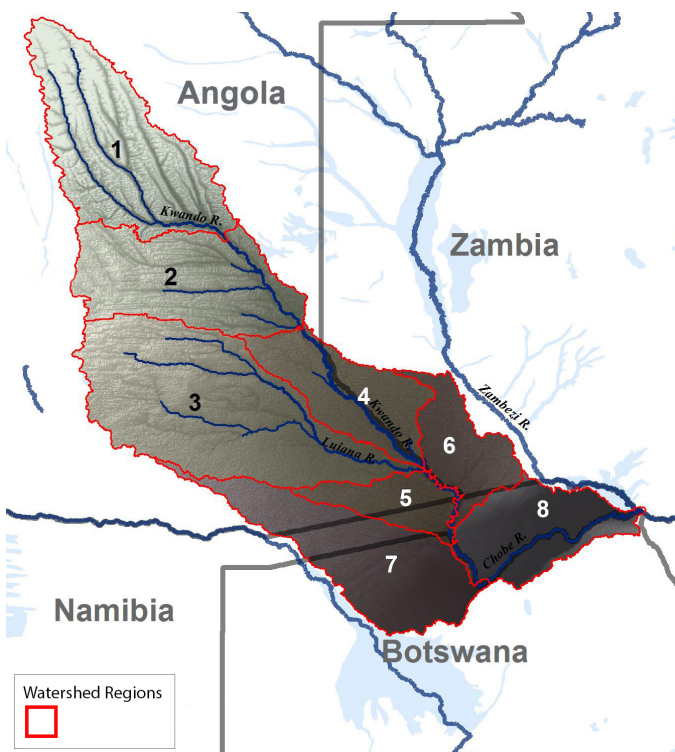 Angola
1
Kwando R.
Zambia
2
Zambezi R.
3
4
Kwando R.
6
Luiana R.
5
8
Chobe R.
7
Namibia
Botswana
Watershed Regions